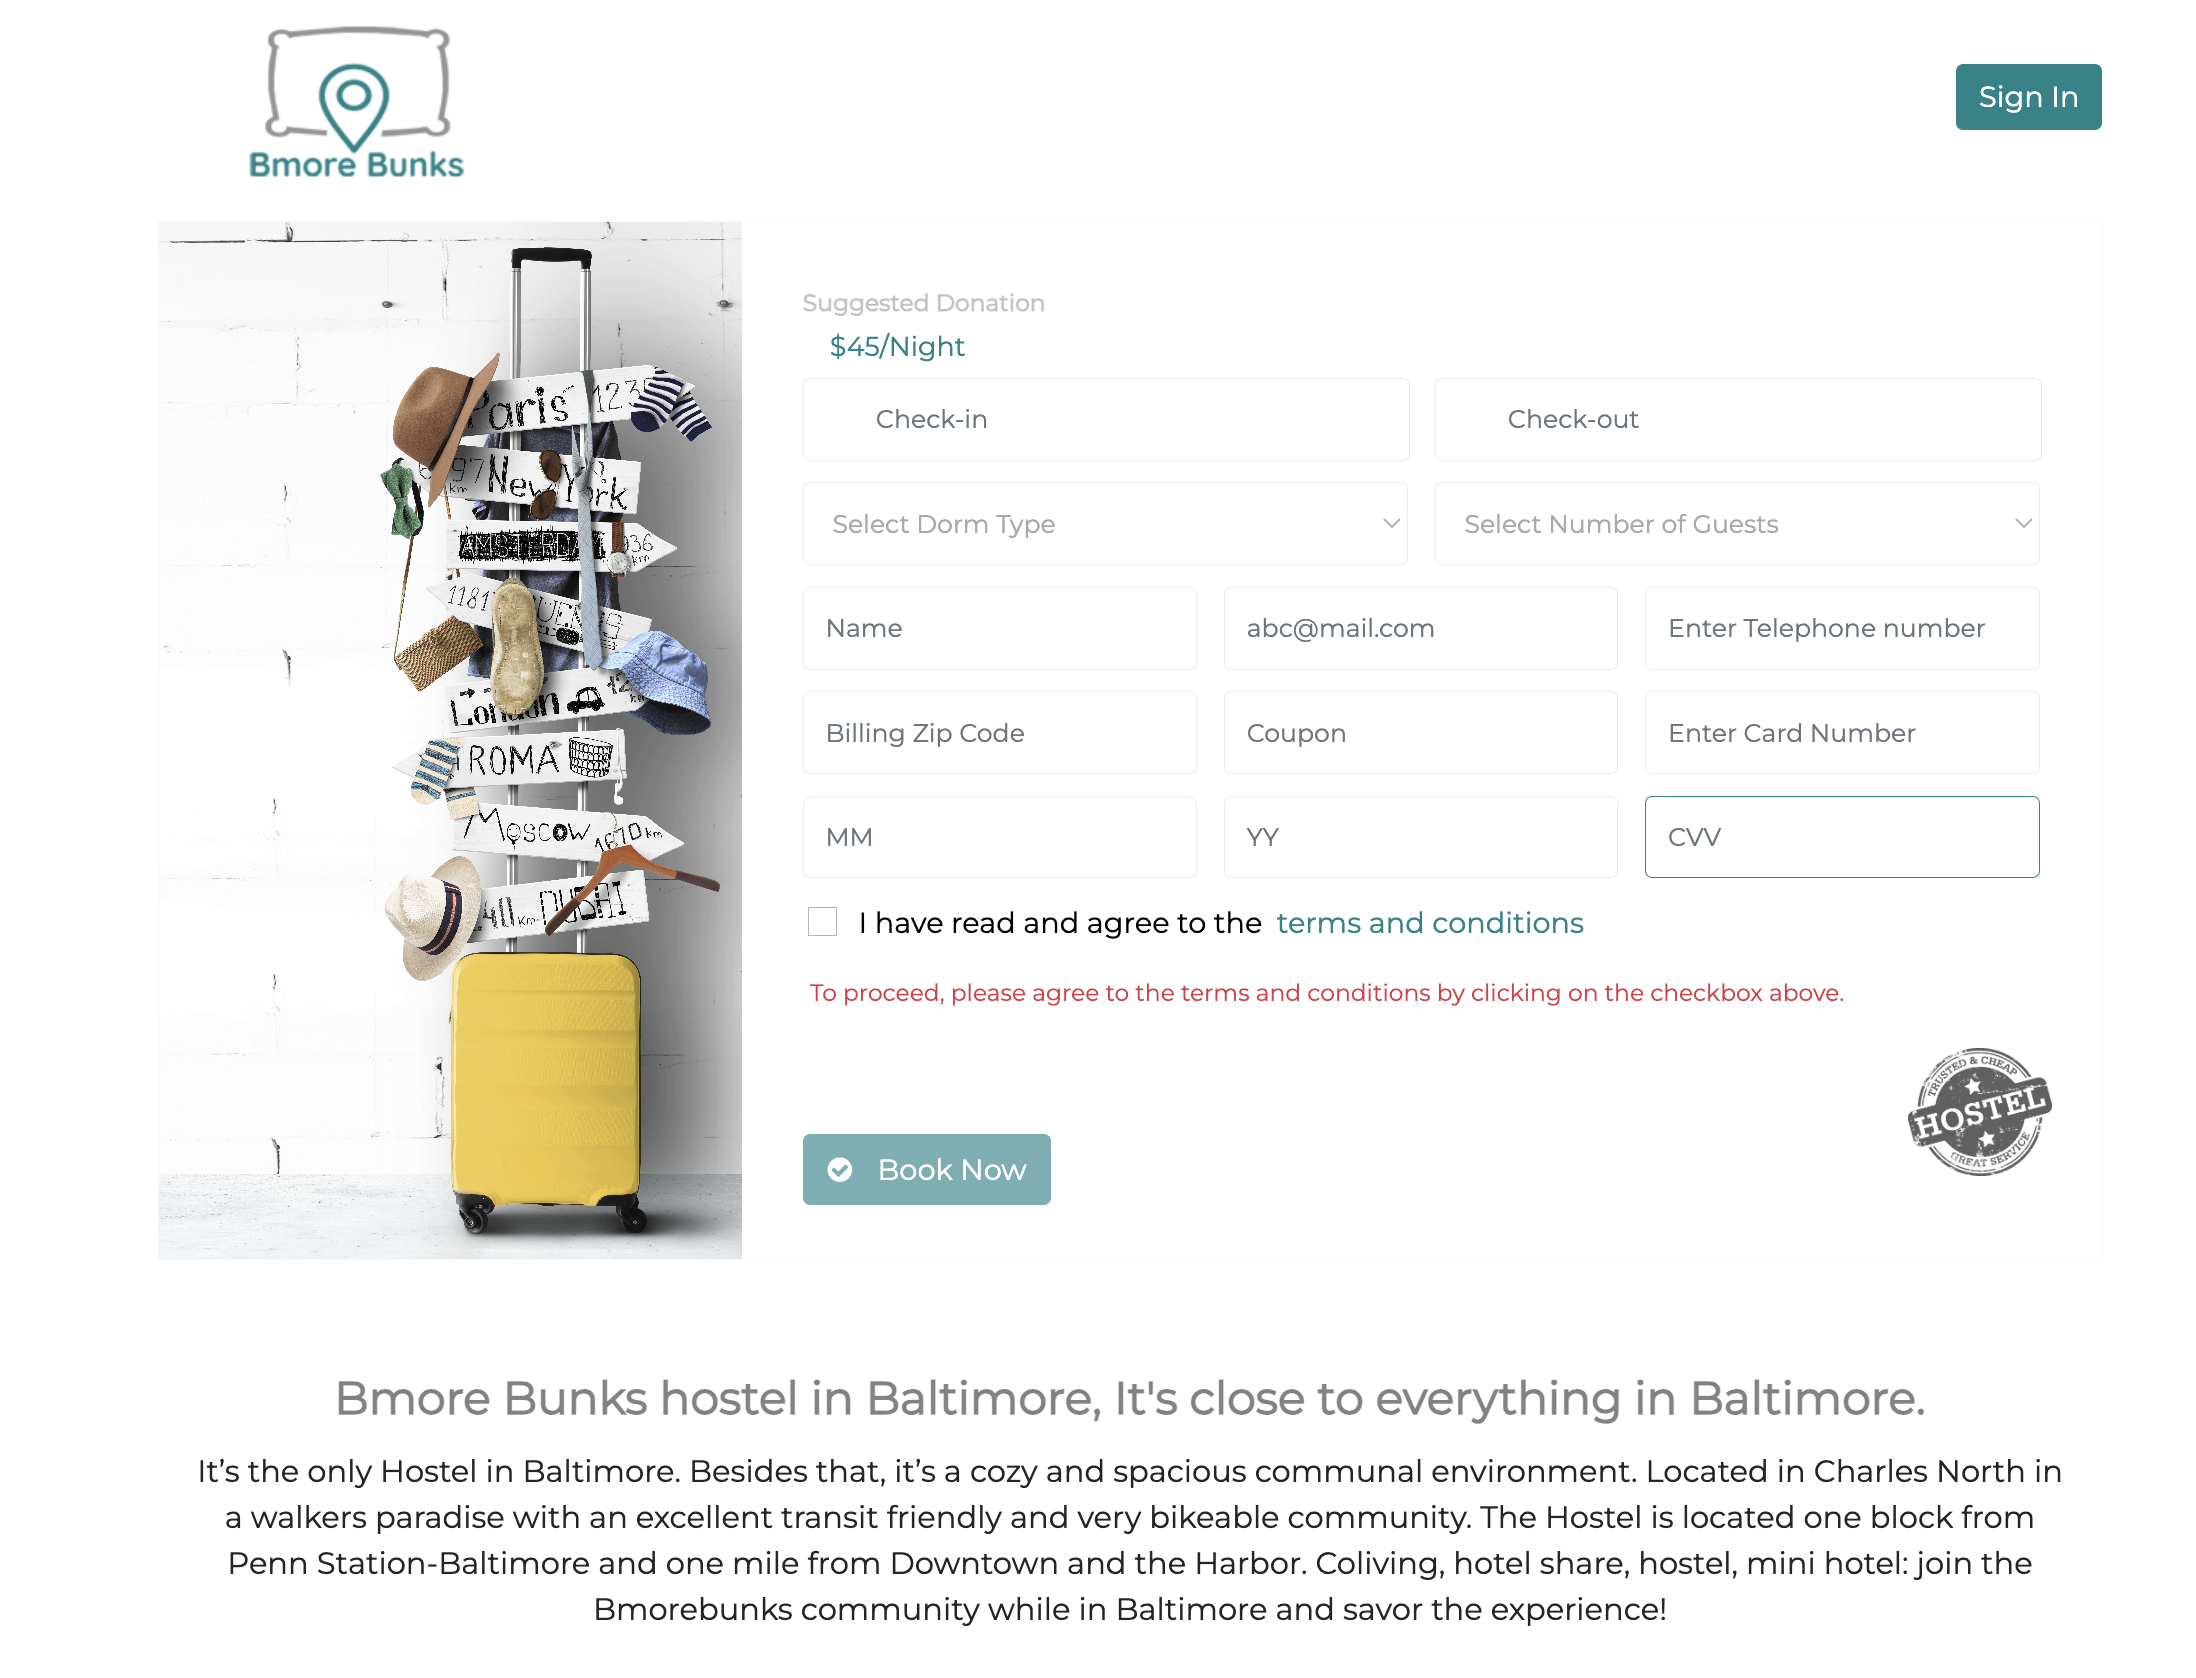 Bmore Bunks
Sign In
Paris 123
6 97 New York
km
AMSTERDAM 936
km
1181
London 12
ROMA
Moscow 1670 km
Km DUBAI
Suggested Donation
$45/Night
Check-in
Check-out
Select Dorm Type
Select Number of Guests
Name
abc@mail.com
Enter Telephone number
Billing Zip Code
Coupon
Enter Card Number
MM
YY
CVV
I have read and agree to the terms and conditions
To proceed, please agree to the terms and conditions by clicking on the checkbox above.
TRUSTED & CHEAP
HOSTEL
GREAT SERVICE
Book Now
Bmore Bunks hostel in Baltimore, It's close to everything in Baltimore.
It’s the only Hostel in Baltimore. Besides that, it’s a cozy and spacious communal environment. Located in Charles North in
a walkers paradise with an excellent transit friendly and very bikeable community. The Hostel is located one block from
Penn Station-Baltimore and one mile from Downtown and the Harbor. Coliving, hotel share, hostel, mini hotel: join the
Bmorebunks community while in Baltimore and savor the experience!